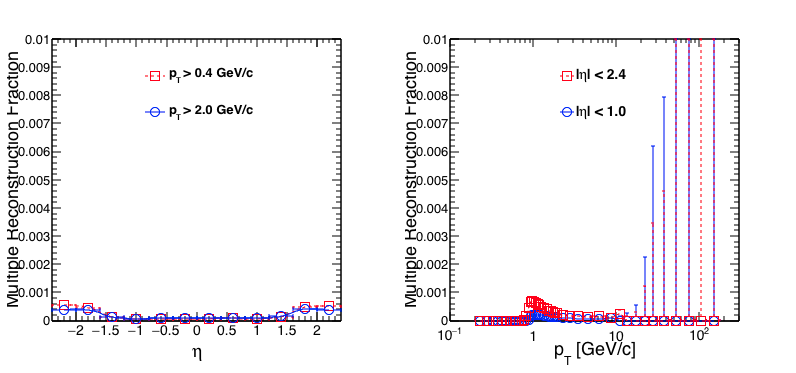 Multiple Reconstruction Fraction
0.01
0.009
0.008
0.007
0.006
0.005
0.004
0.003
0.002
0.001
0
p_T > 0.4 GeV/c
p_T > 2.0 GeV/c
−2 −1.5 −1 −0.5 0 0.5 1 1.5 2
η
Multiple Reconstruction Fraction
0.01
0.009
0.008
0.007
0.006
0.005
0.004
0.003
0.002
0.001
0
|η| < 2.4
|η| < 1.0
10⁻¹ 1 10 10²
p_T [GeV/c]